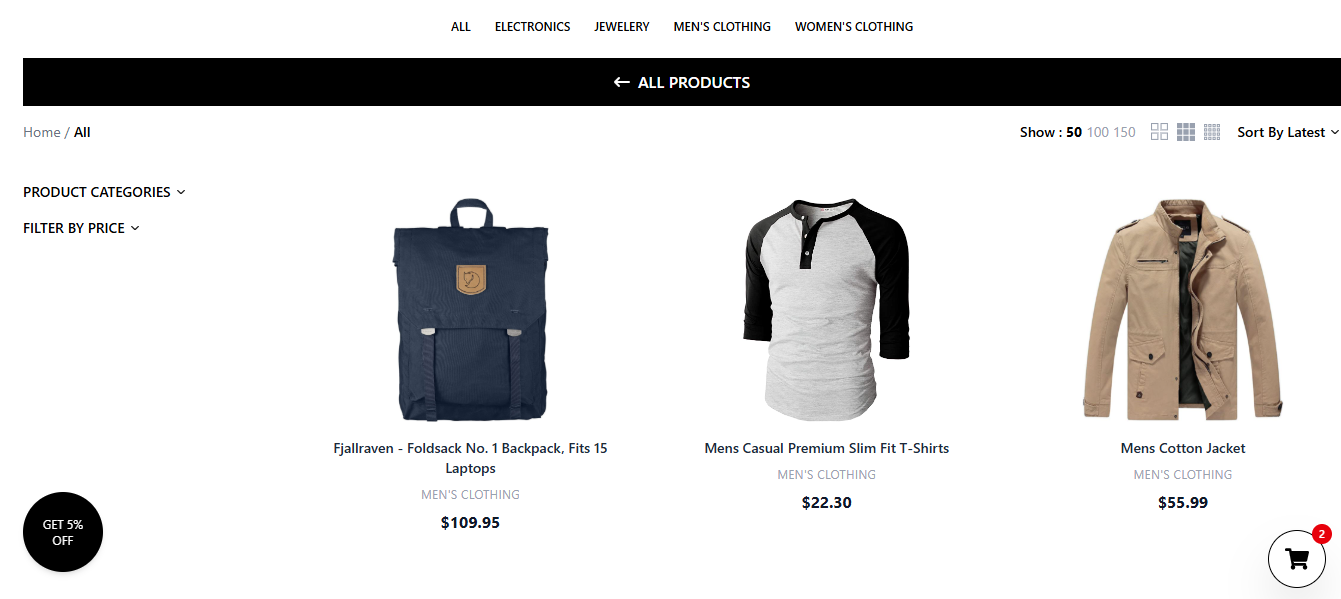 ALL ELECTRONICS JEWELERY MEN'S CLOTHING WOMEN'S CLOTHING
← ALL PRODUCTS
Home / All
Show : 50 100 150 Sort By Latest
PRODUCT CATEGORIES
FILTER BY PRICE
Fjallraven - Foldsack No. 1 Backpack, Fits 15
Laptops
MEN'S CLOTHING
$109.95
Mens Casual Premium Slim Fit T-Shirts
MEN'S CLOTHING
$22.30
Mens Cotton Jacket
MEN'S CLOTHING
$55.99
GET 5%
OFF
2